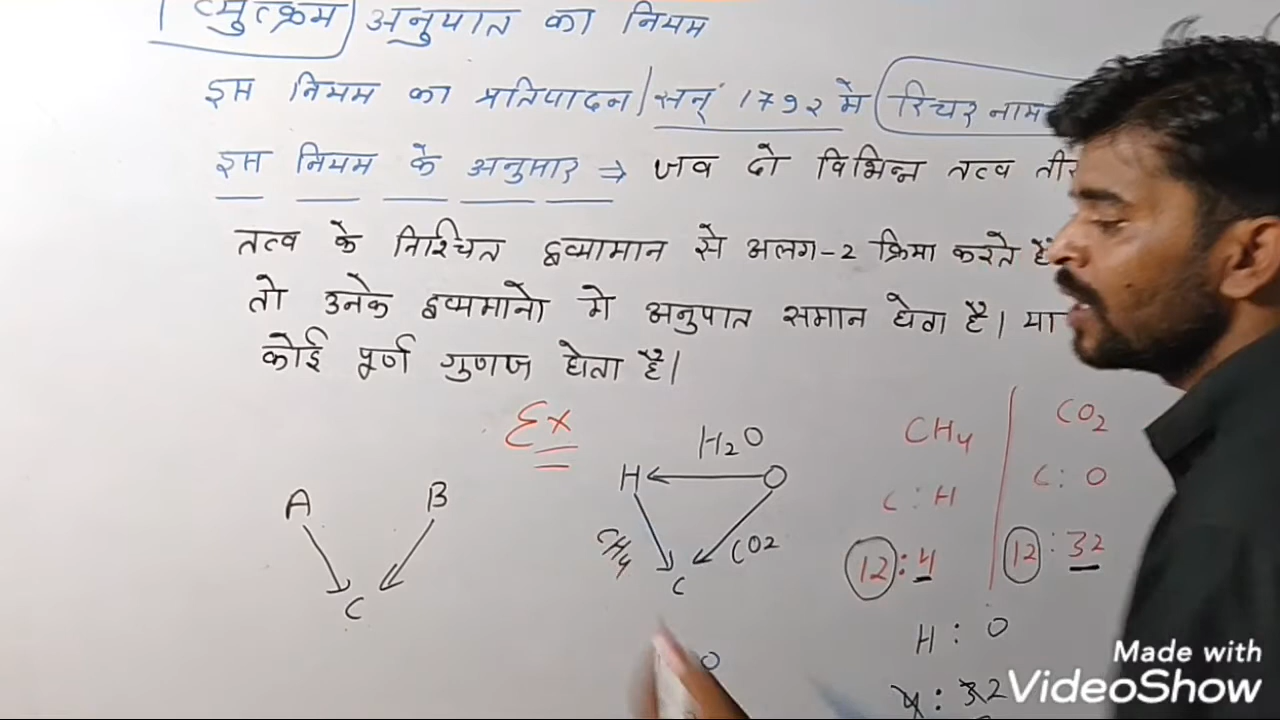 व्युत्क्रम अनुपात का नियम
इस नियम का प्रतिपादन सन् 1792 मे रिचर नाम
इस नियम के अनुसार ⇒ जब दो विभिन्न तत्व
तत्व के निश्चित द्रव्यामान से अलग-2 क्रिया करते हैं
तो उनके द्रव्यमानो मे अनुपात समान होता है। या
कोई पूर्ण गुणज होता है।
Ex
A B
C
H2O
H O
CH4 CO2
C
CH4 CO2
C : H C : O
12 : 4 12 : 32
H : O
4 : 32
Made with
VideoShow